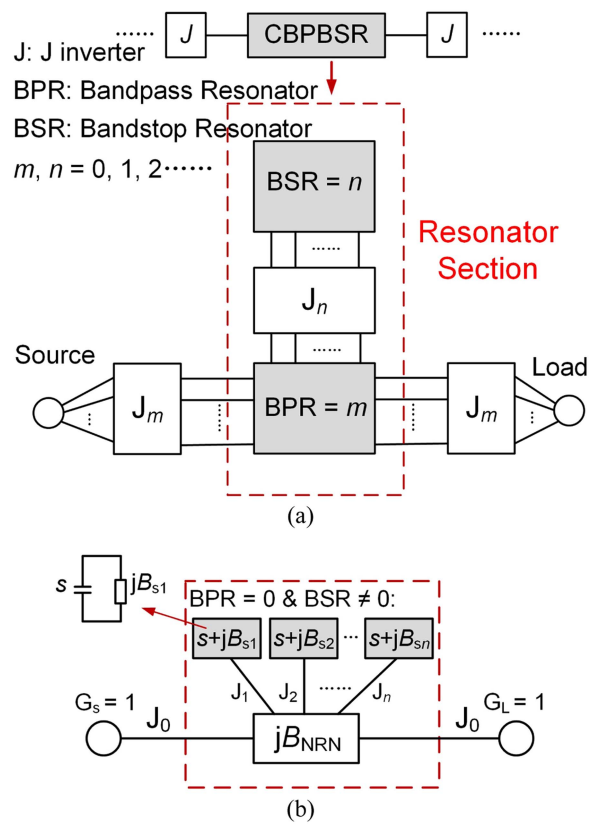 ...... J CBPBSR J ......
J: J inverter
BPR: Bandpass Resonator
BSR: Bandstop Resonator
m, n = 0, 1, 2······
BSR = n
......
Resonator
Section
Jn
......
Source
Load
Jm BPR = m Jm
(a)
s jBs1
BPR = 0 & BSR ≠ 0:
s+jBs1 s+jBs2 ... s+jBsn
J1 J2 ...... Jn
Gs = 1 J0 jBNRN J0 GL = 1
(b)